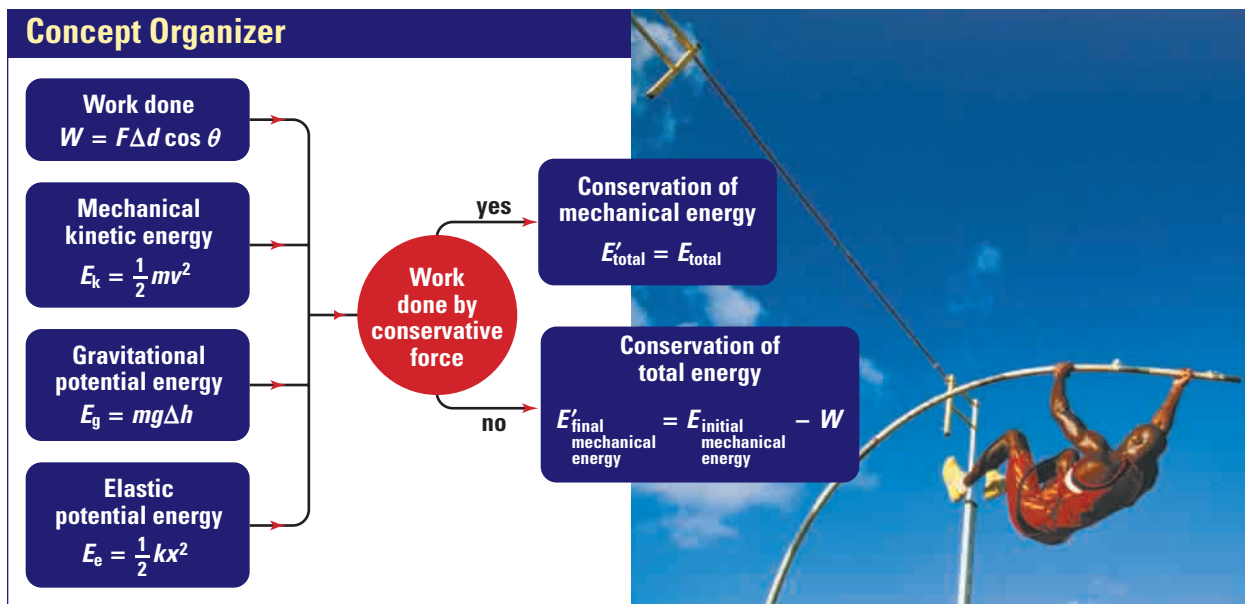 Concept Organizer
Work done
W = FΔd cos θ
Mechanical
kinetic energy
Eₖ = ½ mv²
Gravitational
potential energy
E_g = mgΔh
Elastic
potential energy
Eₑ = ½ kx²
Work
done by
conservative
force
yes
Conservation of
mechanical energy
E′total = Etotal
no
Conservation of
total energy
E′final mechanical energy = Einitial mechanical energy − W